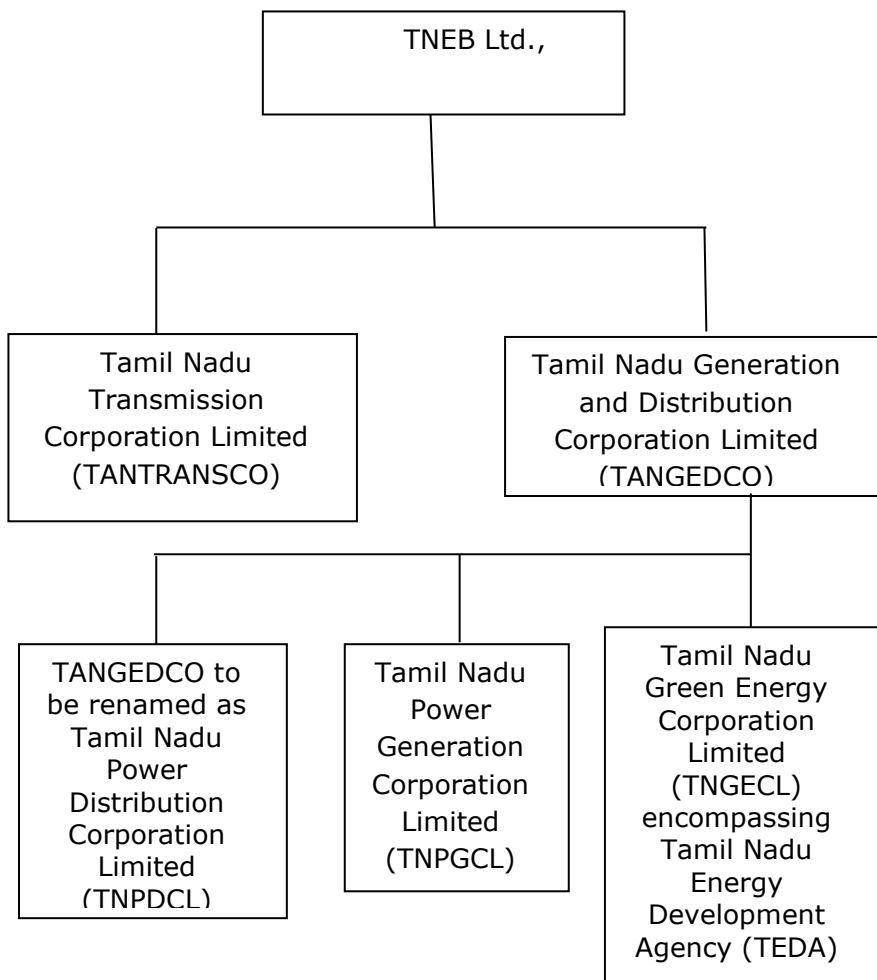 TNEB Ltd.,
Tamil Nadu
Transmission
Corporation Limited
(TANTRANSCO)
Tamil Nadu Generation
and Distribution
Corporation Limited
(TANGEDCO)
TANGEDCO to
be renamed as
Tamil Nadu
Power
Distribution
Corporation
Limited
(TNPDCL)
Tamil Nadu
Power
Generation
Corporation
Limited
(TNPGCL)
Tamil Nadu
Green Energy
Corporation
Limited
(TNGECL)
encompassing
Tamil Nadu
Energy
Development
Agency (TEDA)